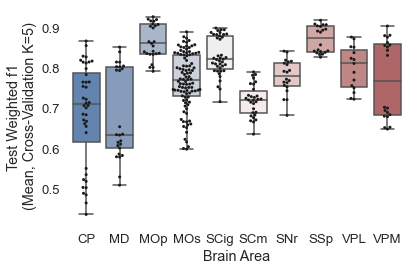 Test Weighted f1
(Mean, Cross-Validation K=5)
0.9
0.8
0.7
0.6
0.5
CP MD MOp MOs SCig SCm SNr SSp VPL VPM
Brain Area